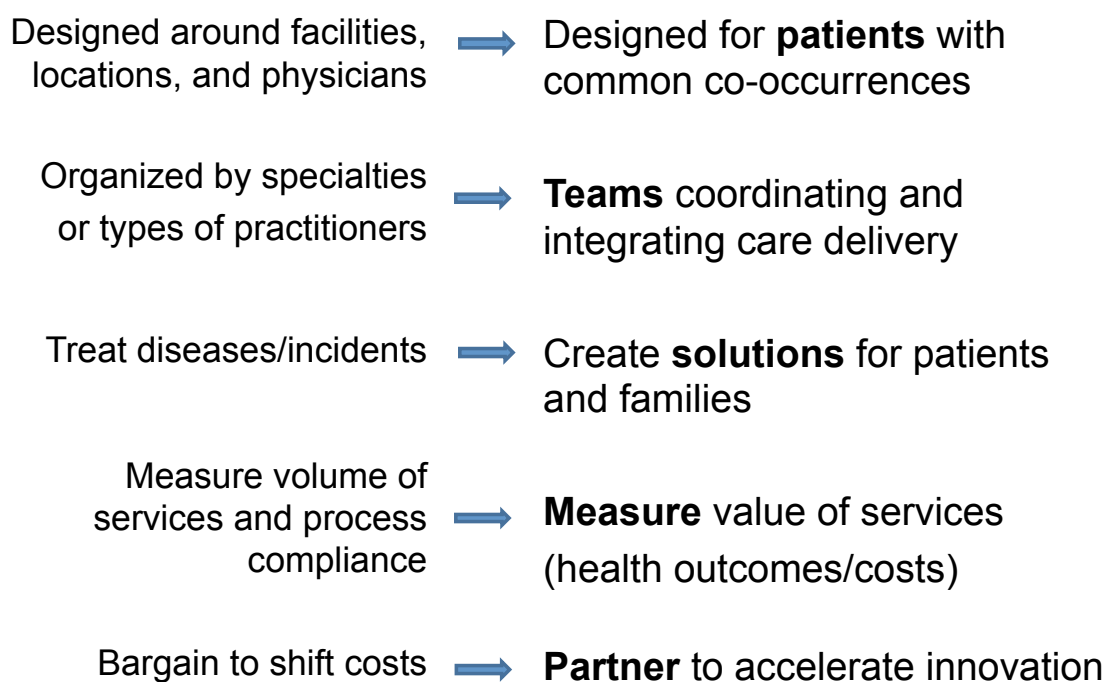 Designed around facilities,
locations, and physicians
Designed for patients with
common co-occurrences
Organized by specialties
or types of practitioners
Teams coordinating and
integrating care delivery
Treat diseases/incidents
Create solutions for patients
and families
Measure volume of
services and process
compliance
Measure value of services
(health outcomes/costs)
Bargain to shift costs
Partner to accelerate innovation